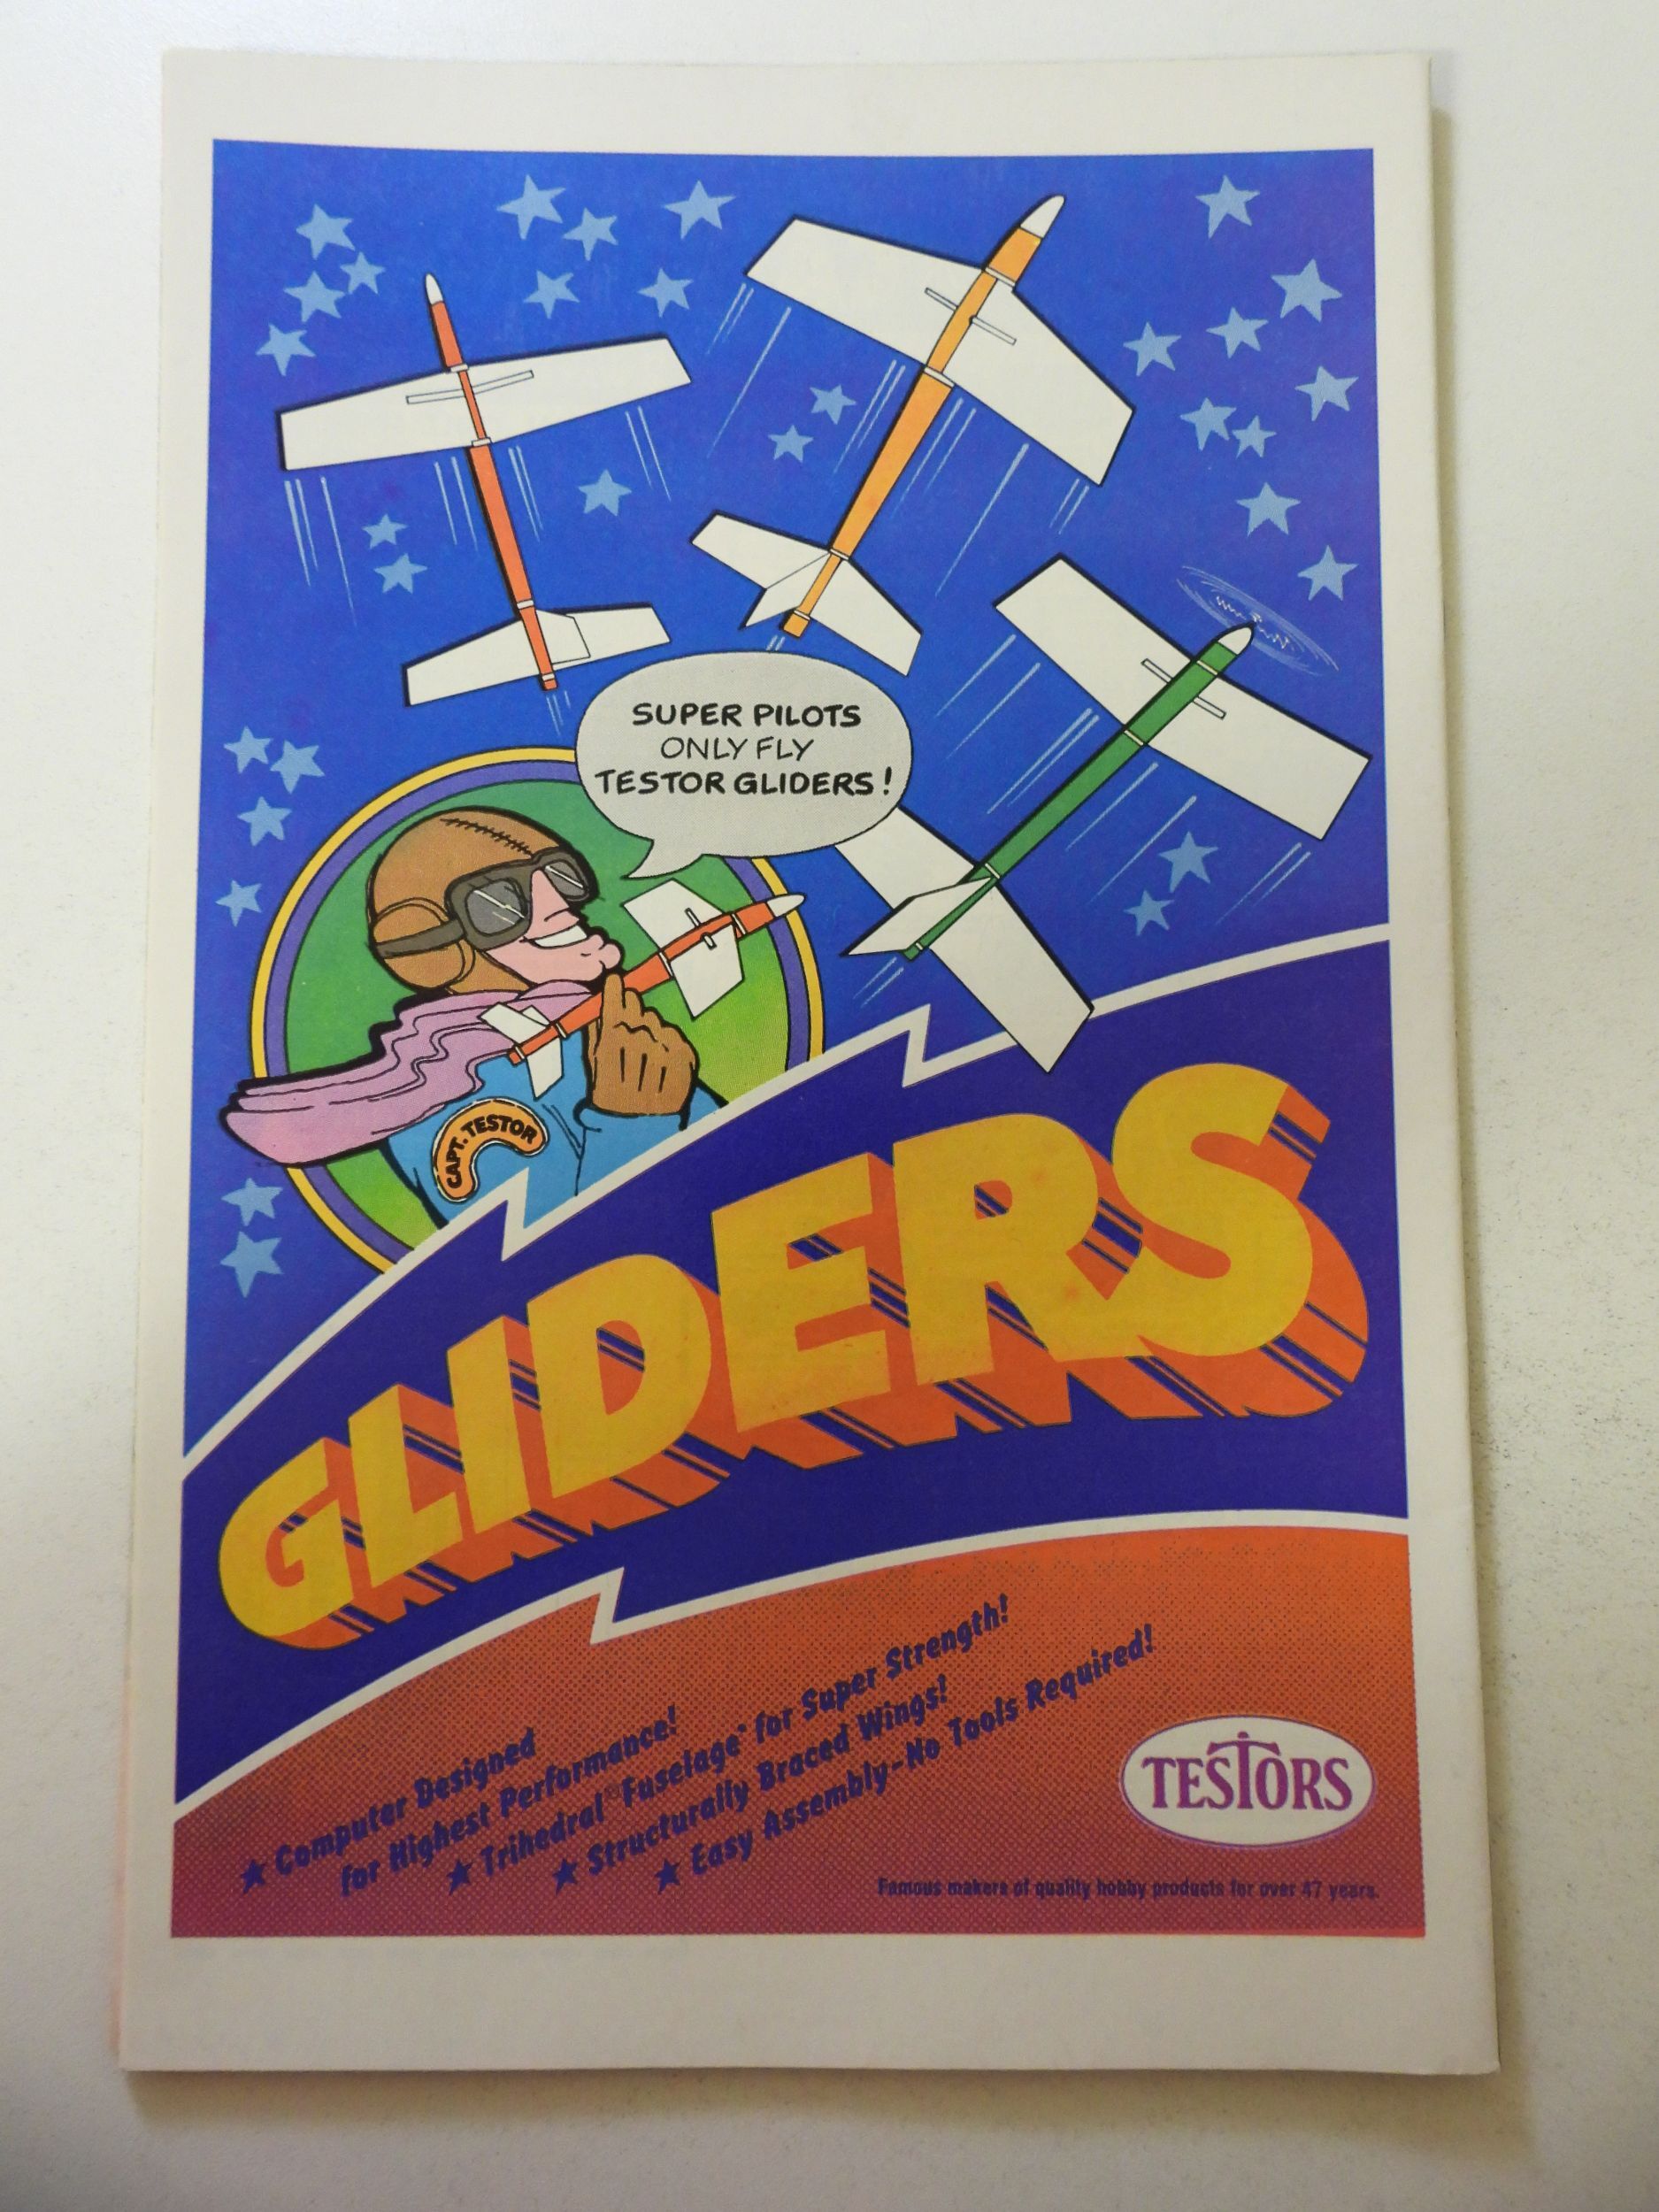 SUPER PILOTS
ONLY FLY
TESTOR GLIDERS!
CAPT. TESTOR
GLIDERS
★ Computer Designed
for Highest Performance!
★ Trihedral® Fuselage for Super Strength!
★ Structurally Braced Wings!
★ Easy Assembly-No Tools Required!
TESTORS
Famous makers of quality hobby products for over 47 years.